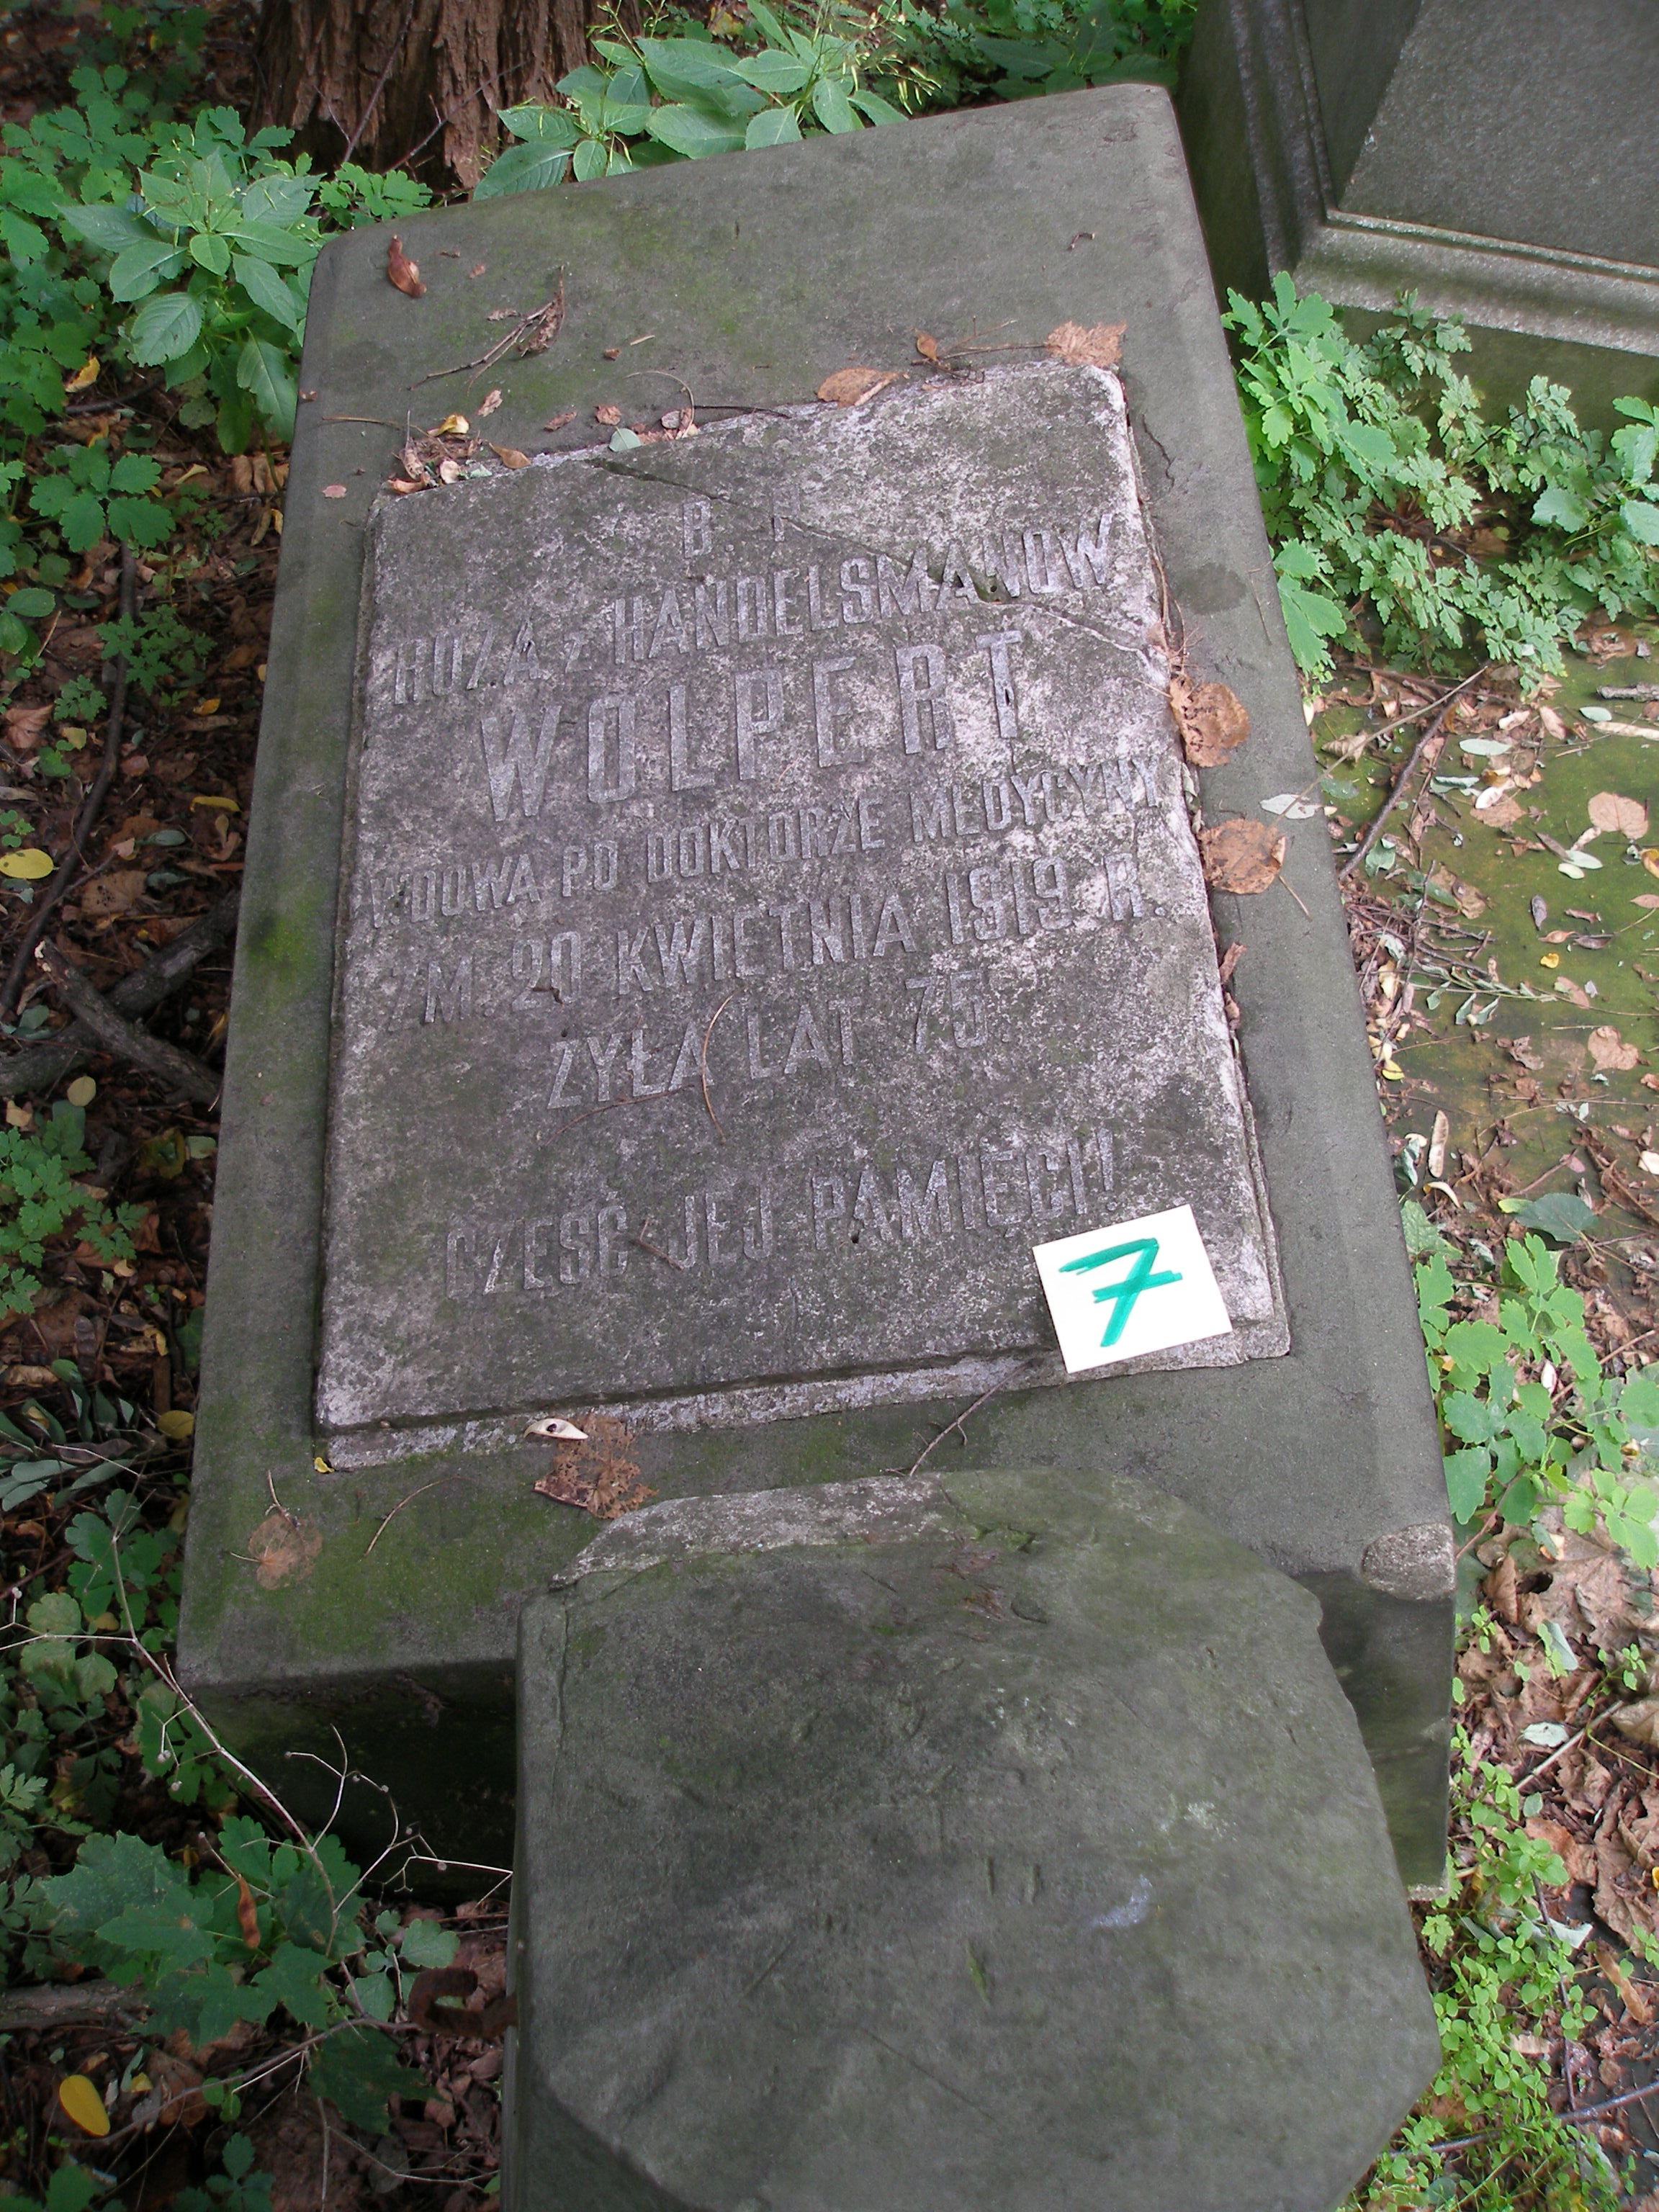 B. P.
RÓŻA z HANDELSMANÓW
WOLPERT
WDOWA PO DOKTORZE MEDYCYNY
ZM. 20 KWIETNIA 1919 R.
ŻYŁA LAT 75.
CZEŚĆ JEJ PAMIĘCI!
7